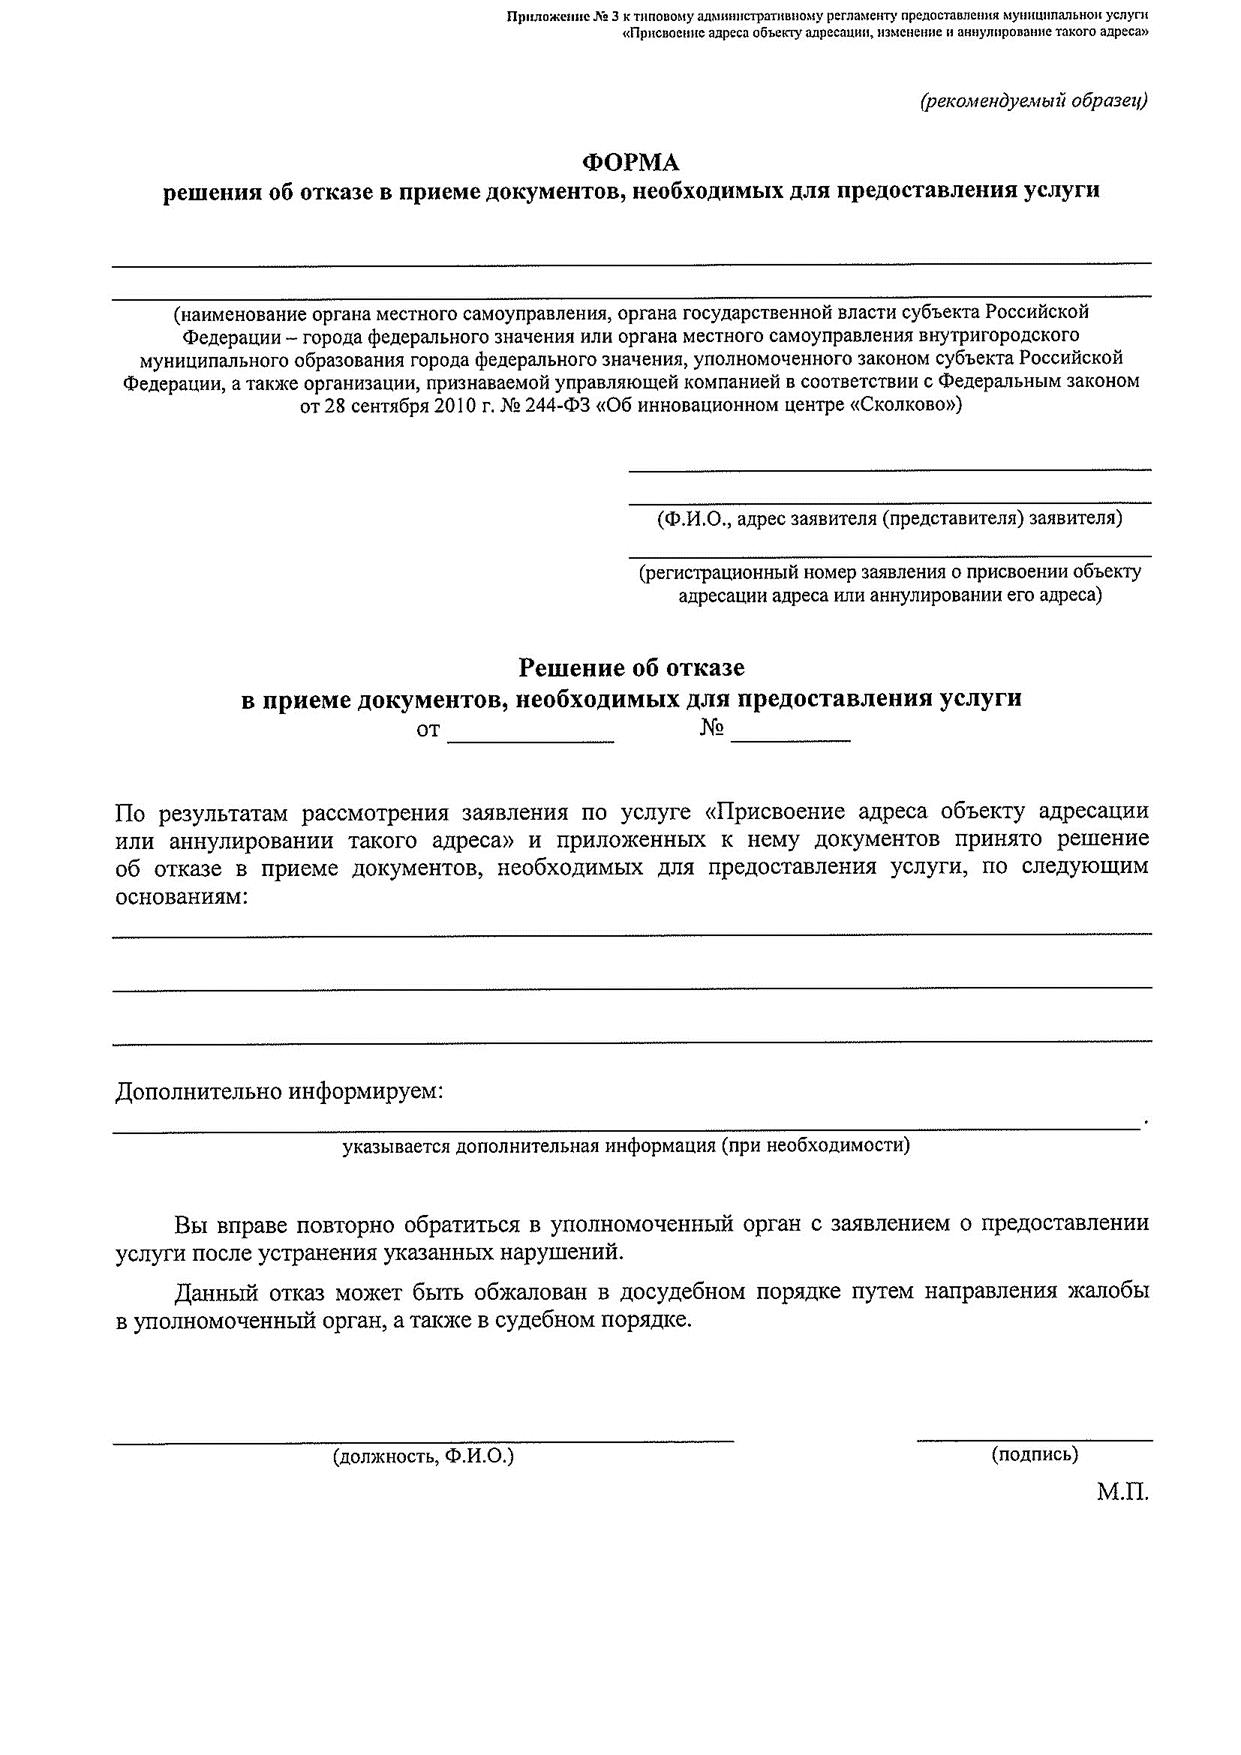 Приложение № 3 к типовому административному регламенту предоставления муниципальной услуги
«Присвоение адреса объекту адресации, изменение и аннулирование такого адреса»
(рекомендуемый образец)
ФОРМА
решения об отказе в приеме документов, необходимых для предоставления услуги
(наименование органа местного самоуправления, органа государственной власти субъекта Российской
Федерации – города федерального значения или органа местного самоуправления внутригородского
муниципального образования города федерального значения, уполномоченного законом субъекта Российской
Федерации, а также организации, признаваемой управляющей компанией в соответствии с Федеральным законом
от 28 сентября 2010 г. № 244-ФЗ «Об инновационном центре «Сколково»)
(Ф.И.О., адрес заявителя (представителя) заявителя)
(регистрационный номер заявления о присвоении объекту
адресации адреса или аннулировании его адреса)
Решение об отказе
в приеме документов, необходимых для предоставления услуги
от ______________ № __________
По результатам рассмотрения заявления по услуге «Присвоение адреса объекту адресации
или аннулировании такого адреса» и приложенных к нему документов принято решение
об отказе в приеме документов, необходимых для предоставления услуги, по следующим
основаниям:
Дополнительно информируем:
.
указывается дополнительная информация (при необходимости)
Вы вправе повторно обратиться в уполномоченный орган с заявлением о предоставлении
услуги после устранения указанных нарушений.
Данный отказ может быть обжалован в досудебном порядке путем направления жалобы
в уполномоченный орган, а также в судебном порядке.
(должность, Ф.И.О.) (подпись)
М.П.